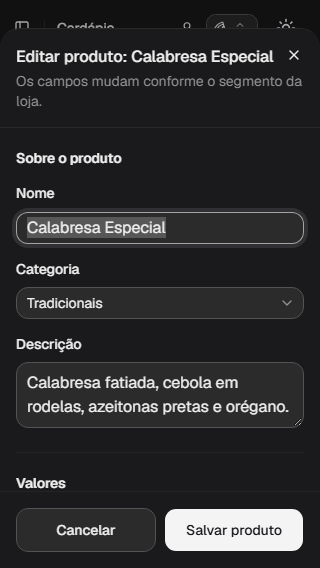 Cardápio
Editar produto: Calabresa Especial
Os campos mudam conforme o segmento da
loja.
Sobre o produto
Nome
Calabresa Especial
Categoria
Tradicionais
Descrição
Calabresa fatiada, cebola em
rodelas, azeitonas pretas e orégano.
Valores
Cancelar
Salvar produto